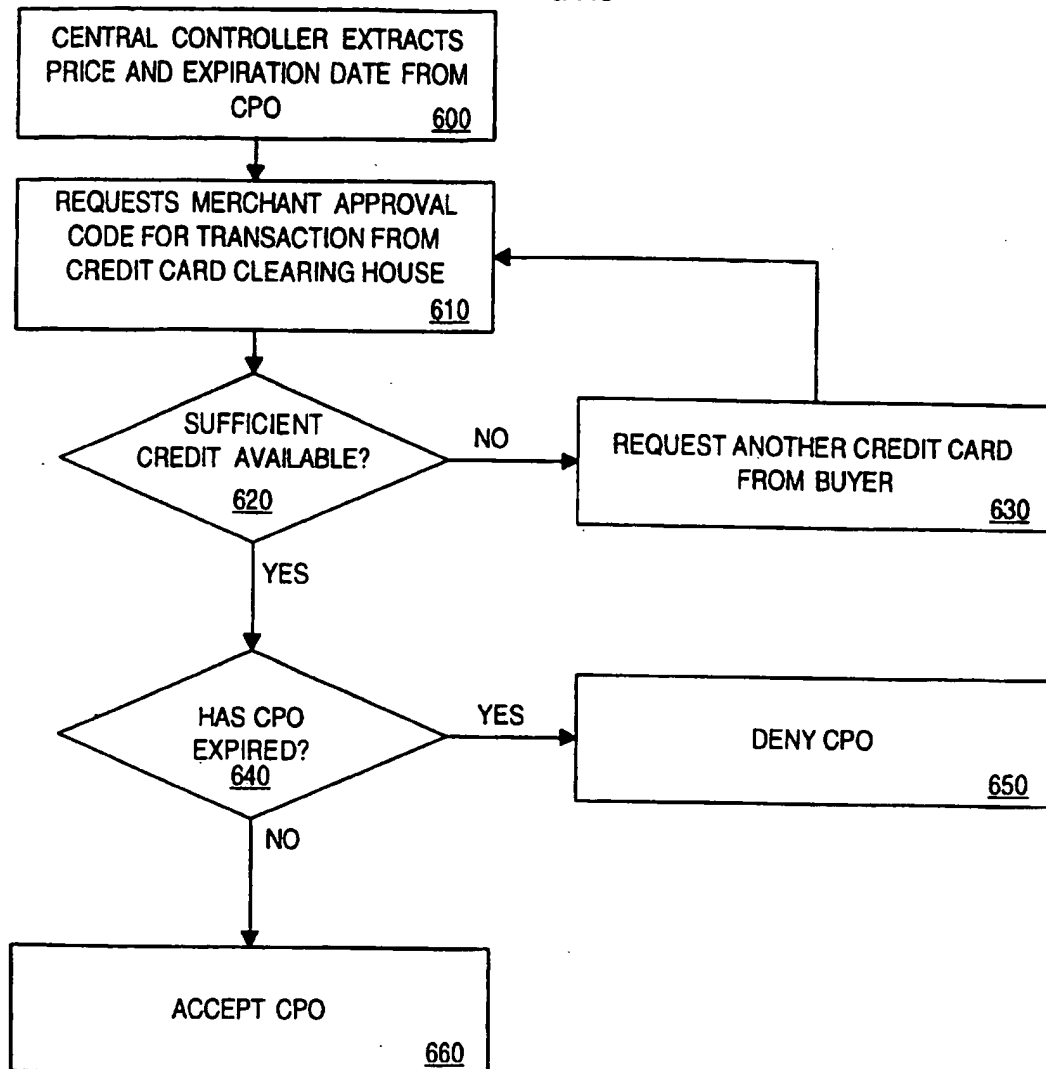 CENTRAL CONTROLLER EXTRACTS
PRICE AND EXPIRATION DATE FROM
CPO
600
REQUESTS MERCHANT APPROVAL
CODE FOR TRANSACTION FROM
CREDIT CARD CLEARING HOUSE
610
SUFFICIENT
CREDIT AVAILABLE?
620
NO
REQUEST ANOTHER CREDIT CARD
FROM BUYER
630
YES
HAS CPO
EXPIRED?
640
YES
DENY CPO
650
NO
ACCEPT CPO
660